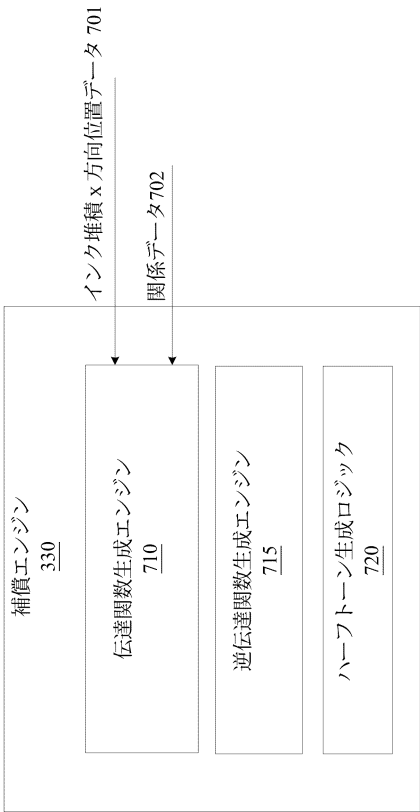 補償エンジン
330
インク堆積 x 方向位置データ 701
伝達関数生成エンジン
710
関係データ702
逆伝達関数生成エンジン
715
ハーフトーン生成ロジック
720